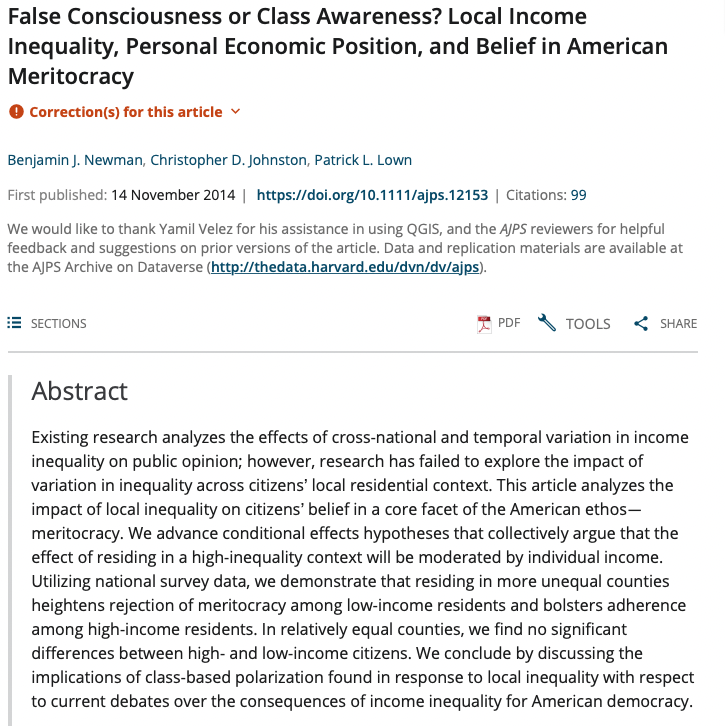 False Consciousness or Class Awareness? Local Income
Inequality, Personal Economic Position, and Belief in American
Meritocracy
Correction(s) for this article
Benjamin J. Newman, Christopher D. Johnston, Patrick L. Lown
First published: 14 November 2014 | https://doi.org/10.1111/ajps.12153 | Citations: 99
We would like to thank Yamil Velez for his assistance in using QGIS, and the AJPS reviewers for helpful
feedback and suggestions on prior versions of the article. Data and replication materials are available at
the AJPS Archive on Dataverse (http://thedata.harvard.edu/dvn/dv/ajps).
SECTIONS PDF TOOLS SHARE
Abstract
Existing research analyzes the effects of cross-national and temporal variation in income
inequality on public opinion; however, research has failed to explore the impact of
variation in inequality across citizens’ local residential context. This article analyzes the
impact of local inequality on citizens’ belief in a core facet of the American ethos—
meritocracy. We advance conditional effects hypotheses that collectively argue that the
effect of residing in a high-inequality context will be moderated by individual income.
Utilizing national survey data, we demonstrate that residing in more unequal counties
heightens rejection of meritocracy among low-income residents and bolsters adherence
among high-income residents. In relatively equal counties, we find no significant
differences between high- and low-income citizens. We conclude by discussing the
implications of class-based polarization found in response to local inequality with respect
to current debates over the consequences of income inequality for American democracy.